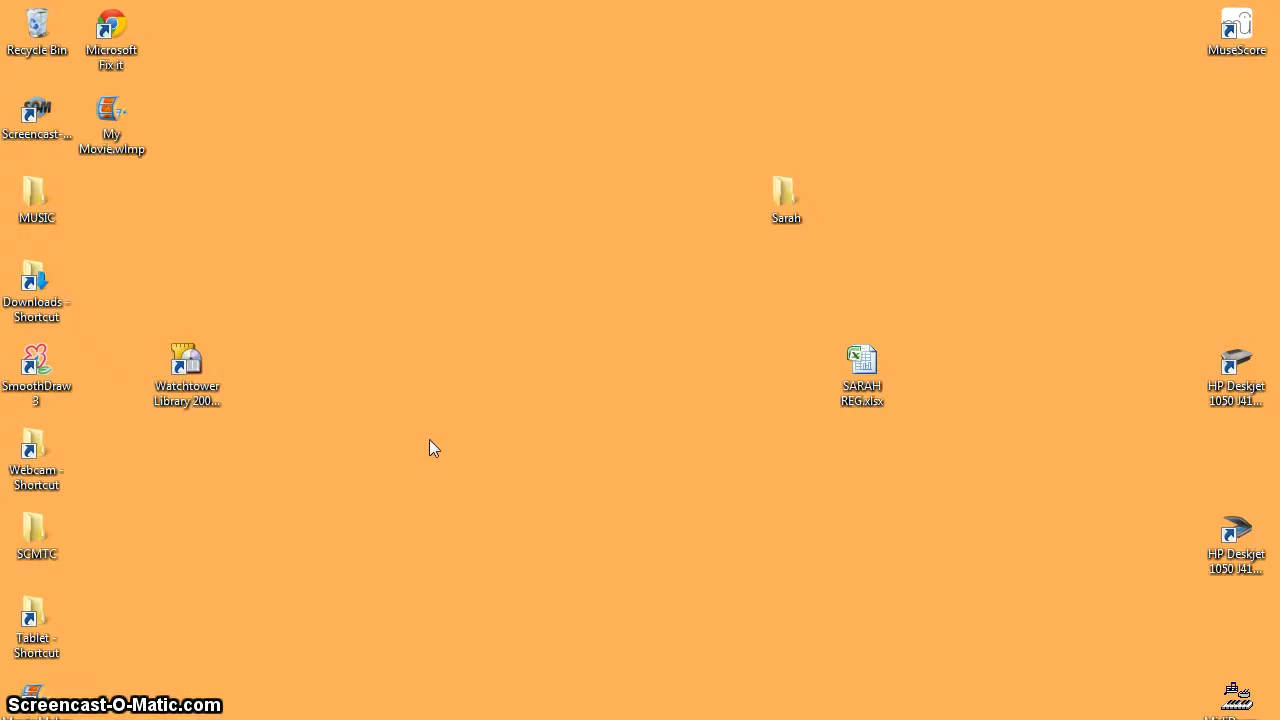 Recycle Bin
Microsoft
Fix it
MuseScore
Screencast-...
My
Movie.wlmp
MUSIC
Sarah
Downloads -
Shortcut
SmoothDraw
3
Watchtower
Library 200...
SARAH
REG.xlsx
HP Deskjet
1050 J41...
Webcam -
Shortcut
SCMTC
HP Deskjet
1050 J41...
Tablet -
Shortcut
Screencast-O-Matic.com